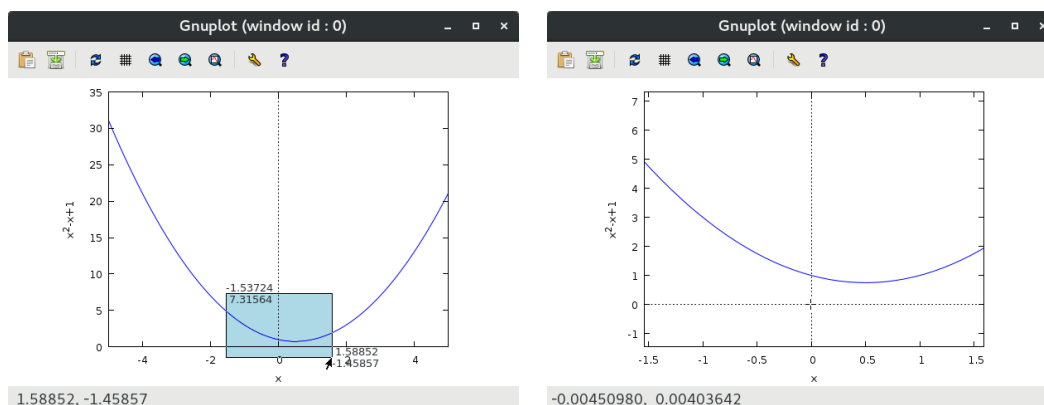 Gnuplot (window id : 0)
35
30
25
20
15
10
5
0
x²-x+1
-1.53724
7.31564
1.58852
-1.45857
-4 -2 0 2 4
x
1.58852, -1.45857
Gnuplot (window id : 0)
7
6
5
4
3
2
1
0
-1
x²-x+1
-1.5 -1 -0.5 0 0.5 1 1.5
x
-0.00450980, 0.00403642